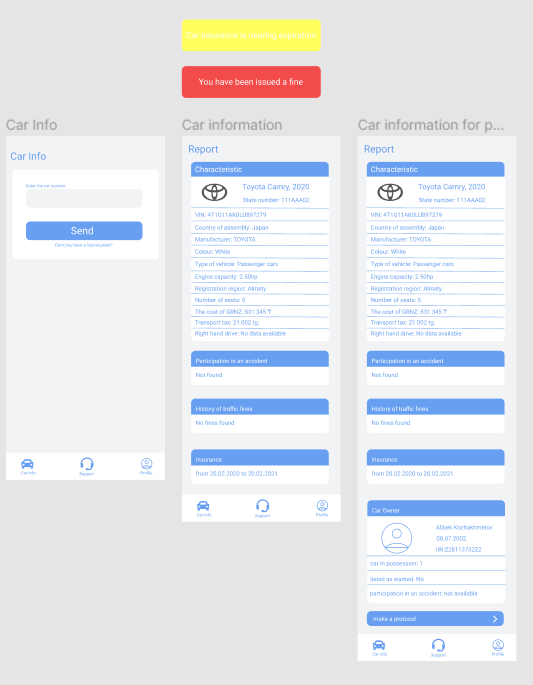 Car Insurance is nearing expired on
You have been issued a fine
Car Info
Car Info
Enter the car number
Send
Don't you have a license plate?
Car Info
Support
Profile
Car information
Report
Characteristic
Toyota Camry, 2020
State number: 111AAA02
VIN: 4T1G11AK0LU897279
Country of assembly: Japan
Manufacturer: TOYOTA
Colour: White
Type of vehicle: Passenger cars
Engine capacity: 2.50hp
Registration region: Almaty
Number of seats: 5
The cost of GRNZ: 831 345 ₸
Transport tax: 21 002 tg.
Right hand drive: No data available
Participation in an accident
Not found
History of traffic fines
No fines found
Insurance
from 20.02.2020 to 20.02.2021
Car Info
Support
Profile
Car information for p...
Report
Characteristic
Toyota Camry, 2020
State number: 111AAA02
VIN: 4T1G11AK0LU897279
Country of assembly: Japan
Manufacturer: TOYOTA
Colour: White
Type of vehicle: Passenger cars
Engine capacity: 2.50hp
Registration region: Almaty
Number of seats: 5
The cost of GRNZ: 831 345 ₸
Transport tax: 21 002 tg.
Right hand drive: No data available
Participation in an accident
Not found
History of traffic fines
No fines found
Insurance
from 20.02.2020 to 20.02.2021
Car Owner
Alibek Kozhakhmetov
06.07.2002
IIN:22811373222
car in possession: 1
listed as wanted: No
participation in an accident: not available
make a protocol
Car Info
Support
Profile